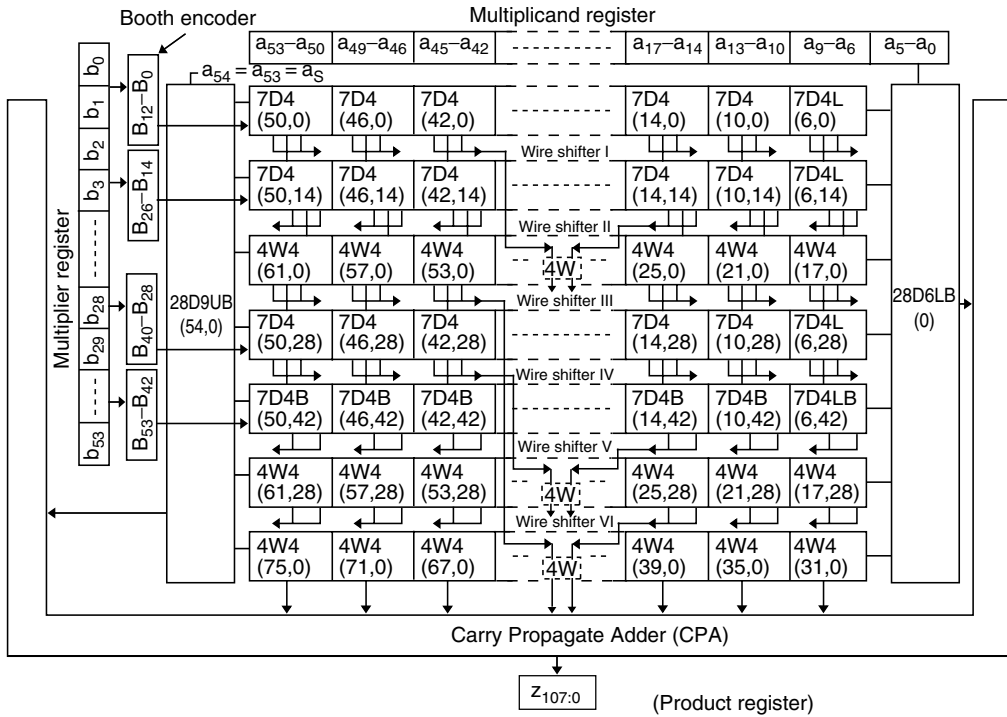 Booth encoder
Multiplicand register
a53–a50 a49–a46 a45–a42 a17–a14 a13–a10 a9–a6 a5–a0
a54 = a53 = aS
Multiplier register
b0
b1
b2
b3
b28
b29
b53
B12–B0
B26–B14
B40–B28
B53–B42
28D9UB
(54,0)
28D6LB
(0)
7D4 7D4 7D4 7D4 7D4 7D4L
(50,0) (46,0) (42,0) (14,0) (10,0) (6,0)
Wire shifter I
7D4 7D4 7D4 7D4 7D4 7D4L
(50,14) (46,14) (42,14) (14,14) (10,14) (6,14)
Wire shifter II
4W4 4W4 4W4 4W 4W4 4W4 4W4
(61,0) (57,0) (53,0) (25,0) (21,0) (17,0)
Wire shifter III
7D4 7D4 7D4 7D4 7D4 7D4L
(50,28) (46,28) (42,28) (14,28) (10,28) (6,28)
Wire shifter IV
7D4B 7D4B 7D4B 7D4B 7D4B 7D4LB
(50,42) (46,42) (42,42) (14,42) (10,42) (6,42)
Wire shifter V
4W4 4W4 4W4 4W 4W4 4W4 4W4
(61,28) (57,28) (53,28) (25,28) (21,28) (17,28)
Wire shifter VI
4W4 4W4 4W4 4W 4W4 4W4 4W4
(75,0) (71,0) (67,0) (39,0) (35,0) (31,0)
Carry Propagate Adder (CPA)
z107:0
(Product register)